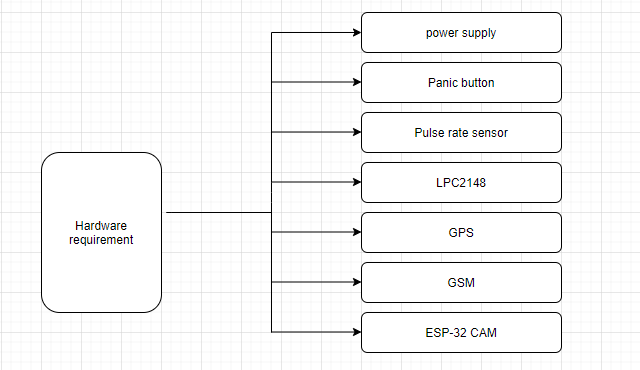 Hardware
requirement
power supply
Panic button
Pulse rate sensor
LPC2148
GPS
GSM
ESP-32 CAM